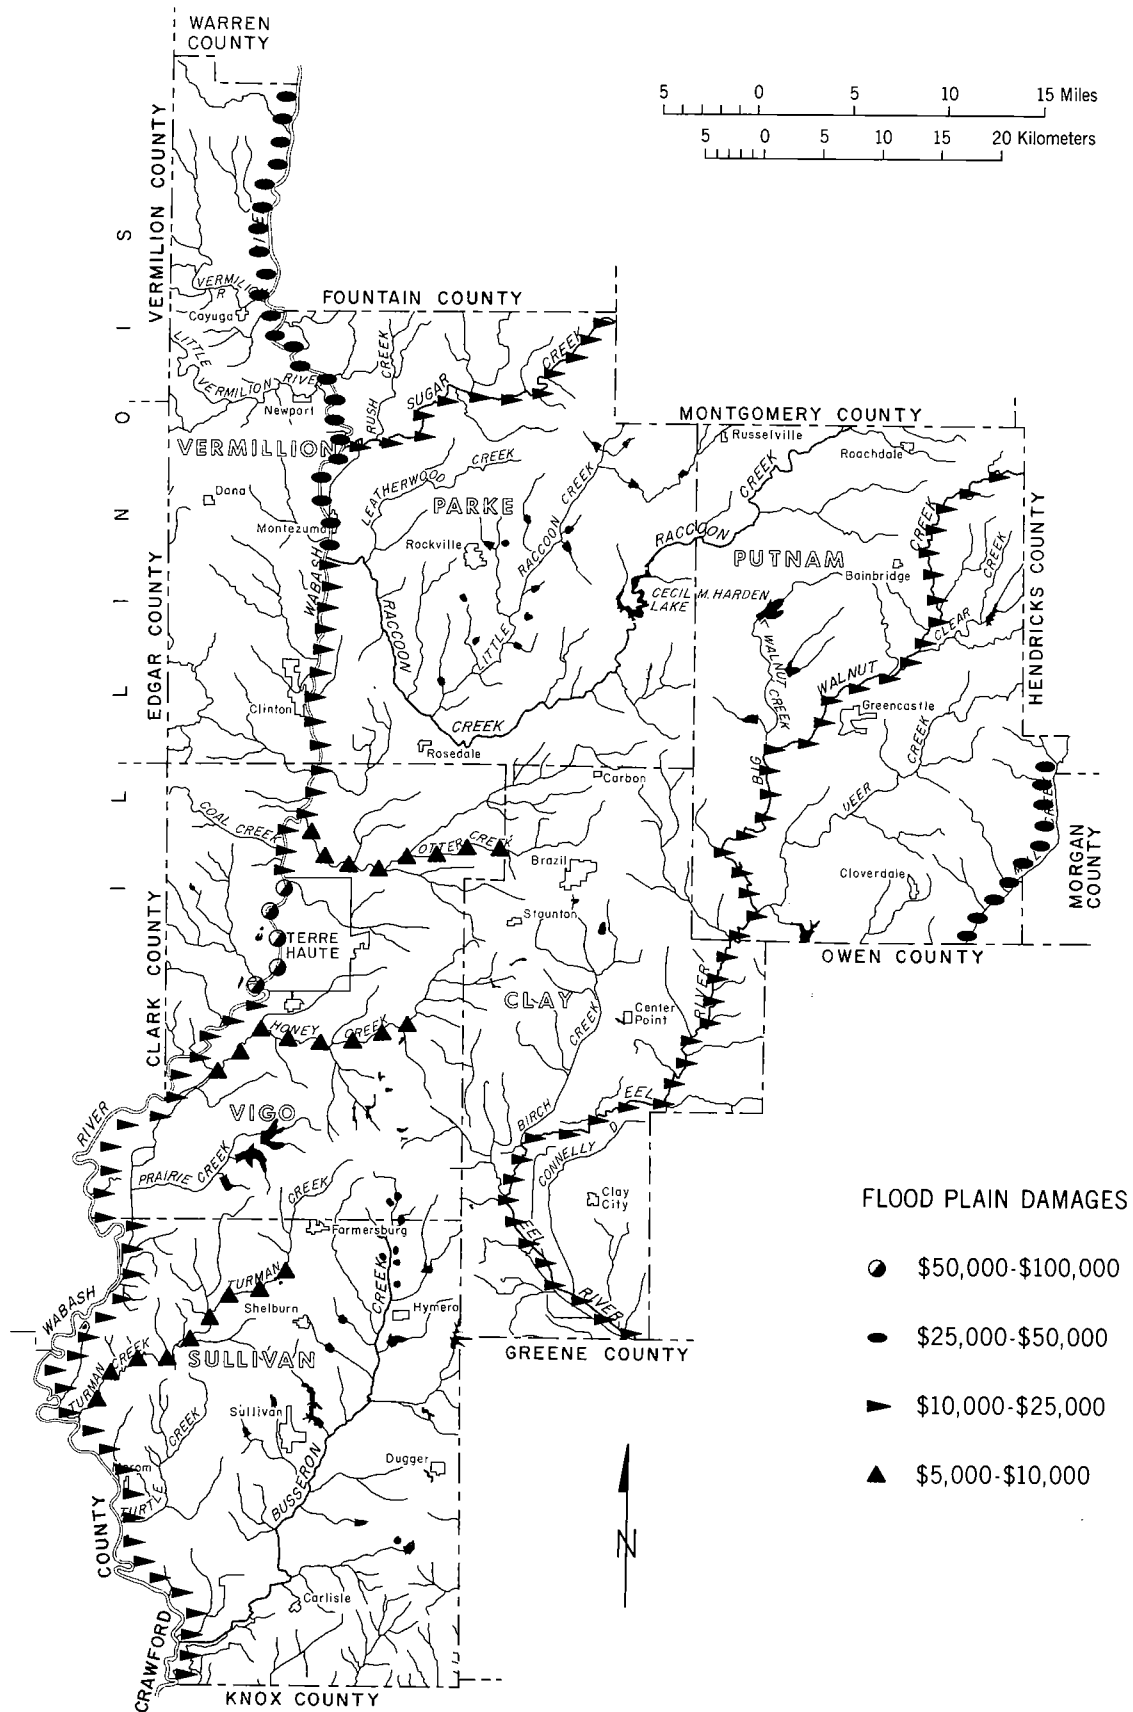 WARREN
COUNTY
5 0 5 10 15 Miles
5 0 5 10 15 20 Kilometers
VERMILION COUNTY
ILLINOIS
VERMILION
R
Cayuga
FOUNTAIN COUNTY
LITTLE
VERMILION RIVER
Newport
RUSH CREEK
SUGAR CREEK
MONTGOMERY COUNTY
VERMILLION
Russelville
Roachdale
LEATHERWOOD CREEK
PARKE
Dana
Montezuma
Rockville
LITTLE RACCOON CREEK
RACCOON CREEK
PUTNAM
Bainbridge
CREEK
CLEAR CREEK
HENDRICKS COUNTY
EDGAR COUNTY
WABASH
CECIL M. HARDEN
LAKE
WALNUT
CREEK
WALNUT
RACCOON
CREEK
Clinton
Greencastle
Rosedale
BIG
DEER CREEK
Carbon
COAL CREEK
OTTER CREEK
Brazil
Cloverdale
MORGAN
COUNTY
CLARK COUNTY
Staunton
TERRE
HAUTE
OWEN COUNTY
CLAY
CREEK
Center
Point
RIVER
HONEY CREEK
BIRCH
EEL
VIGO
RIVER
CONNELLY D
PRAIRIE CREEK
CREEK
Clay
City
FLOOD PLAIN DAMAGES
$50,000-$100,000
$25,000-$50,000
$10,000-$25,000
$5,000-$10,000
Farmersburg
EEL
RIVER
TURMAN
CREEK
Shelburn
Hymera
WABASH
GREENE COUNTY
TURMAN CREEK
SULLIVAN
Sullivan
CREEK
Dugger
BUSSERON
TURTLE
COUNTY
N
Carlisle
CRAWFORD
KNOX COUNTY